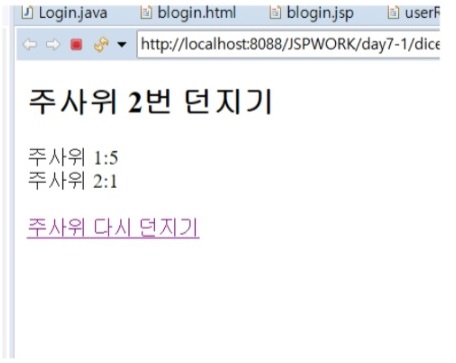 Login.java blogin.html blogin.jsp
http://localhost:8088/JSPWORK/day7-1/dice
주사위 2번 던지기
주사위 1:5
주사위 2:1
주사위 다시 던지기